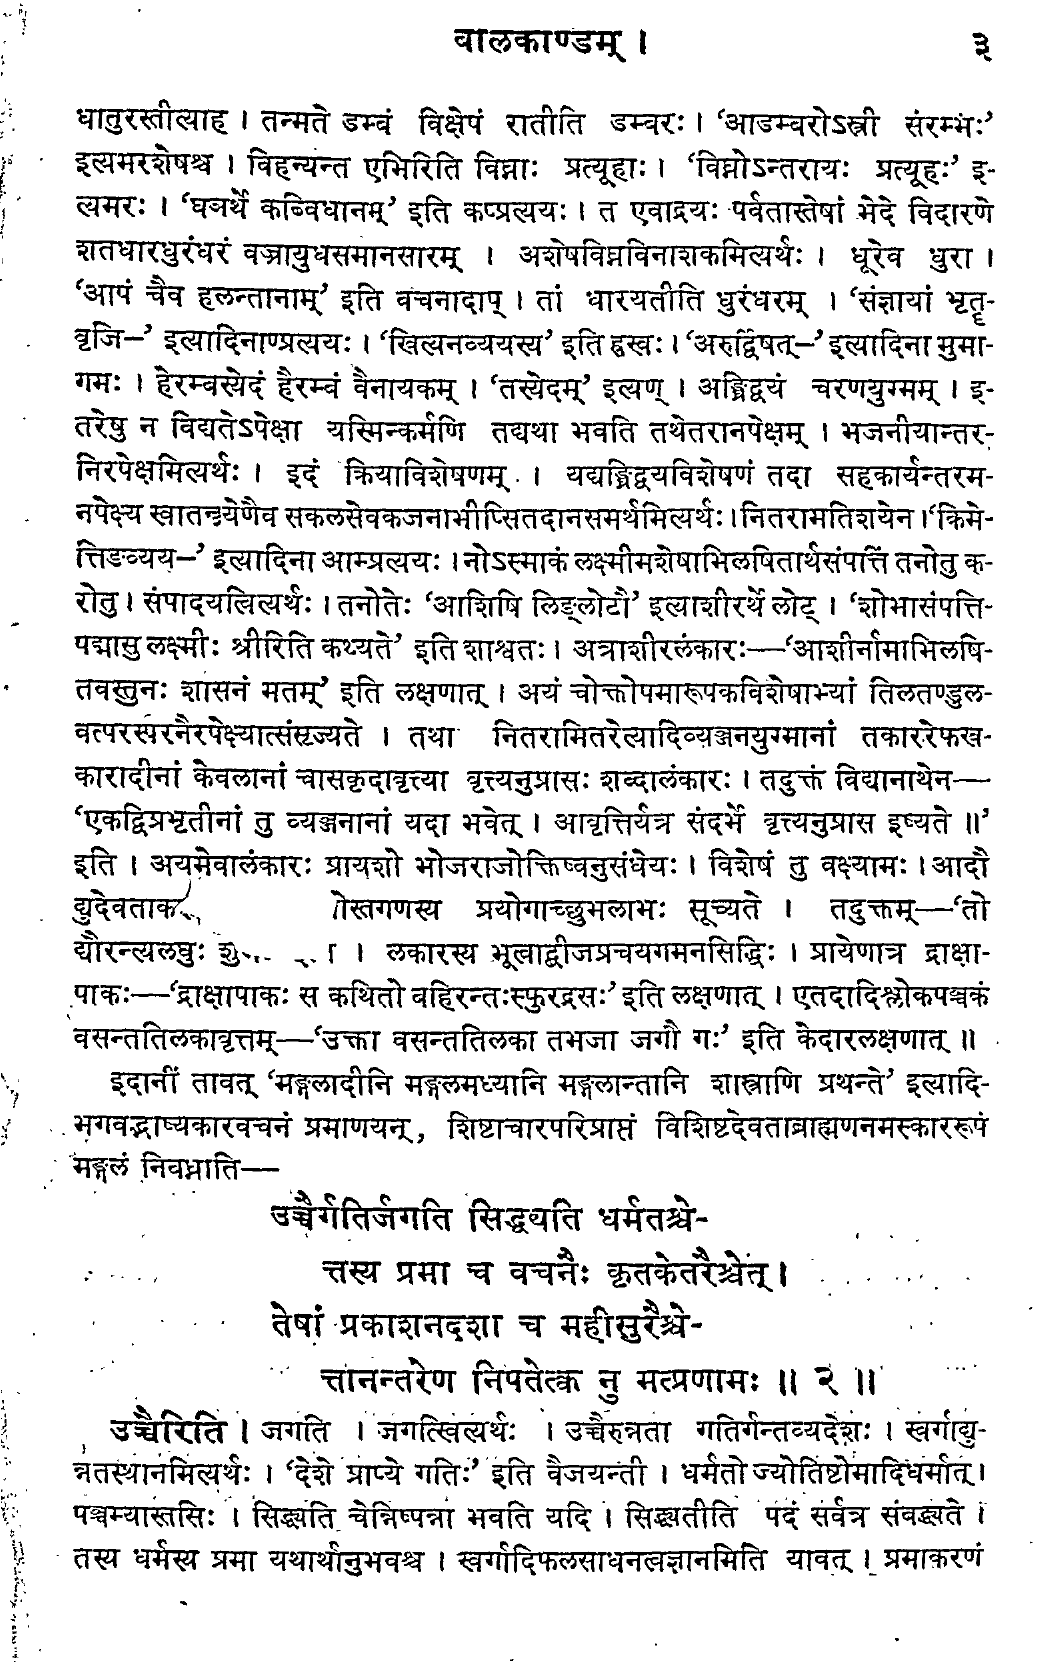 बालकाण्डम् । ३
धातुरस्तीत्याह । तन्मते डम्बं विक्षेपं रातीति डम्बरः । ‘आडम्बरोऽस्त्री संरम्भः’
इत्यमरशेषश्च । विहन्यन्त एभिरिति विघ्नाः प्रत्यूहाः । ‘विघ्नोऽन्तरायः प्रत्यूहः’ इ-
त्यमरः । ‘घञर्थे कविधानम्’ इति कप्रत्ययः । त एवाद्रयः पर्वतास्तेषां भेदे विदारणे
शतधारधुरंधरं वज्रायुधसमानसारम् । अशेषविघ्नविनाशकमित्यर्थः । धूरेव धुरा ।
‘आपं चैव हलन्तानाम्’ इति वचनादाप् । तां धारयतीति धुरंधरम् । ‘संज्ञायां भृतॄ-
वृजि—’ इत्यादिनाण्प्रत्ययः । ‘खित्यनव्ययस्य’ इति ह्रस्वः । ‘अरुर्द्विषत्—’ इत्यादिना मुमा-
गमः । हेरम्बस्येदं हैरम्बं वैनायकम् । ‘तस्येदम्’ इत्यण् । अङ्घ्रिद्वयं चरणयुग्मम् । इ-
तरेषु न विद्यतेऽपेक्षा यस्मिन्कर्मणि तद्यथा भवति तथेतरानपेक्षम् । भजनीयान्तर-
निरपेक्षमित्यर्थः । इदं क्रियाविशेषणम् । यद्यङ्घ्रिद्वयविशेषणं तदा सहकार्यन्तरम-
नपेक्ष्य स्वातन्त्र्येणैव सकलसेवकजनाभीप्सितदानसमर्थमित्यर्थः । नितरामतिशयेन । ‘किमे-
त्तिङव्यय—’ इत्यादिना आम्प्रत्ययः । नोऽस्माकं लक्ष्मीमशेषाभिलषितार्थसंपत्तिं तनोतु क-
रोतु । संपादयत्वित्यर्थः । तनोतेः ‘आशिषि लिङ्लोटौ’ इत्याशीरर्थे लोट् । ‘शोभासंपत्ति-
पद्मासु लक्ष्मीः श्रीरिति कथ्यते’ इति शाश्वतः । अत्राशीरलंकारः—‘आशीर्नामाभिलषि-
तवस्तुनः शासनं मतम्’ इति लक्षणात् । अयं चोक्तोपमारूपकविशेषाभ्यां तिलतण्डुल-
वत्परस्परनैरपेक्ष्यात्संसृज्यते । तथा नितरामितरेत्यादिव्यञ्जनयुग्मानां तकाररेफख-
कारादीनां केवलानां चासकृदावृत्त्या वृत्त्यनुप्रासः शब्दालंकारः । तदुक्तं विद्यानाथेन—
‘एकद्विप्रभृतीनां तु व्यञ्जनानां यदा भवेत् । आवृत्तिर्यत्र संदर्भे वृत्त्यनुप्रास इष्यते ॥’
इति । अयमेवालंकारः प्रायशो भोजराजोक्तिष्वनुसंधेयः । विशेषं तु वक्ष्यामः । आदौ
द्युदेवताक स्तगणस्य प्रयोगाच्छुभलाभः सूच्यते । तदुक्तम्—‘तो
द्यौरन्त्यलघुः । लकारस्य भूत्वाद्बीजप्रचयगमनसिद्धिः । प्रायेणात्र द्राक्षा-
पाकः—‘द्राक्षापाकः स कथितो बहिरन्तःस्फुरद्रसः’ इति लक्षणात् । एतदादिश्लोकपञ्चकं
वसन्ततिलकावृत्तम्—‘उक्ता वसन्ततिलका तभजा जगौ गः’ इति केदारलक्षणात् ॥
इदानीं तावत् ‘मङ्गलादीनि मङ्गलमध्यानि मङ्गलान्तानि शास्त्राणि प्रथन्ते’ इत्यादि-
भगवद्भाष्यकारवचनं प्रमाणयन्, शिष्टाचारपरिप्राप्तं विशिष्टदेवताब्राह्मणनमस्काररूपं
मङ्गलं निबध्नाति—
उच्चैर्गतिर्जगति सिद्ध्यति धर्मतश्चे-
त्तस्य प्रमा च वचनैः कृतकेतरैश्चेत् ।
तेषां प्रकाशनदशा च महीसुरैश्चे-
त्तानन्तरेण निपतेत्क्व नु मत्प्रणामः ॥ २ ॥
उच्चैरिति । जगति । जगत्स्वित्यर्थः । उच्चैरुन्नता गतिर्गन्तव्यदेशः । स्वर्गाद्यु-
न्नतस्थानमित्यर्थः । ‘देशे प्राप्ये गतिः’ इति वैजयन्ती । धर्मतो ज्योतिष्टोमादिधर्मात् ।
पञ्चम्यास्तसिः । सिद्ध्यति चेन्निष्पन्ना भवति यदि । सिद्ध्यतीति पदं सर्वत्र संबद्ध्यते ।
तस्य धर्मस्य प्रमा यथार्थानुभवश्च । स्वर्गादिफलसाधनत्वज्ञानमिति यावत् । प्रमाकरणं